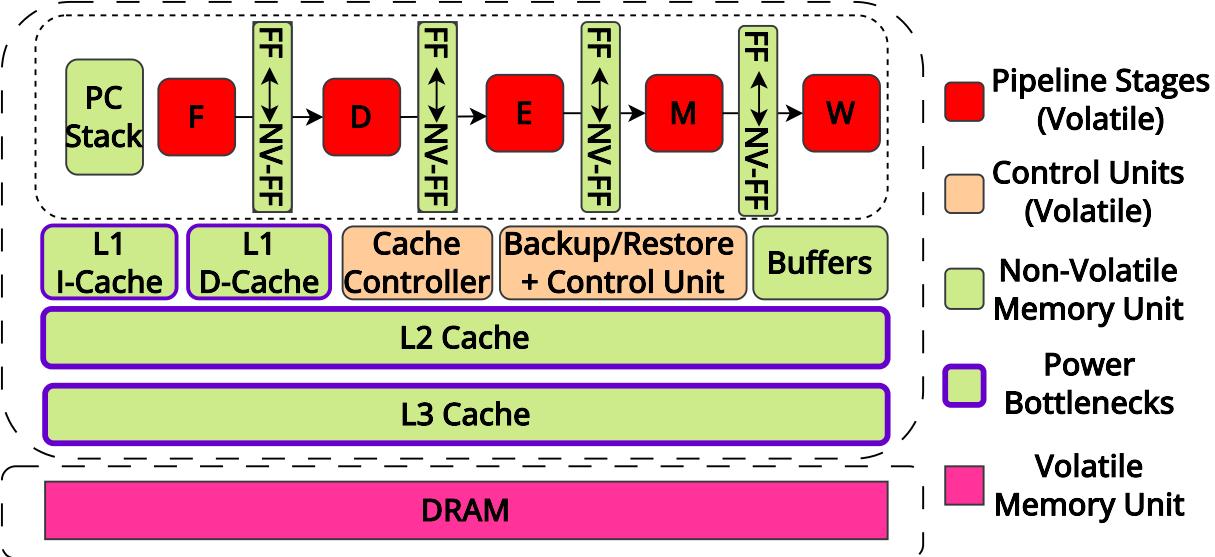 PC
Stack
F
FF
NV-FF
D
FF
NV-FF
E
FF
NV-FF
M
FF
NV-FF
W
L1
I-Cache
L1
D-Cache
Cache
Controller
Backup/Restore
+ Control Unit
Buffers
L2 Cache
L3 Cache
DRAM
Pipeline Stages
(Volatile)
Control Units
(Volatile)
Non-Volatile
Memory Unit
Power
Bottlenecks
Volatile
Memory Unit